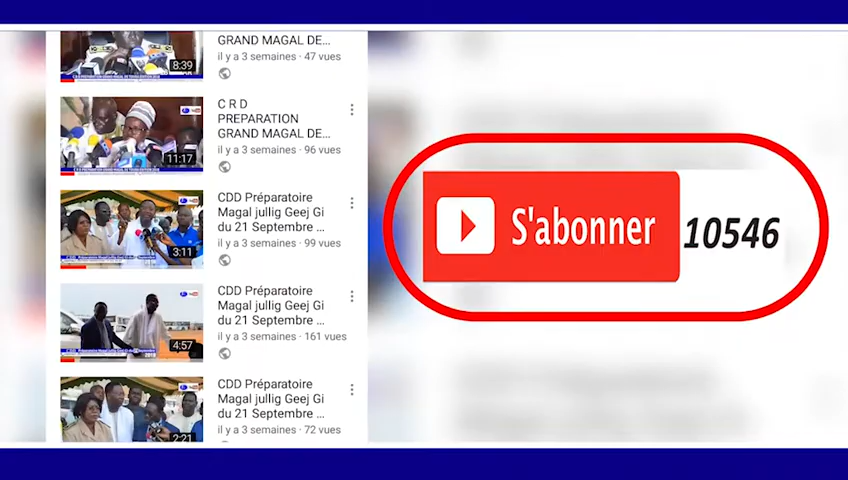 GRAND MAGAL DE...
il y a 3 semaines · 47 vues
8:39
C R D
PREPARATION
GRAND MAGAL DE...
il y a 3 semaines · 96 vues
11:17
CDD Préparatoire
Magal jullig Geej Gi
du 21 Septembre ...
il y a 3 semaines · 99 vues
3:11
CDD Préparatoire
Magal jullig Geej Gi
du 21 Septembre ...
il y a 3 semaines · 161 vues
4:57
2018
CDD Préparatoire
Magal jullig Geej Gi
du 21 Septembre ...
il y a 3 semaines · 72 vues
2:21
S'abonner
10546